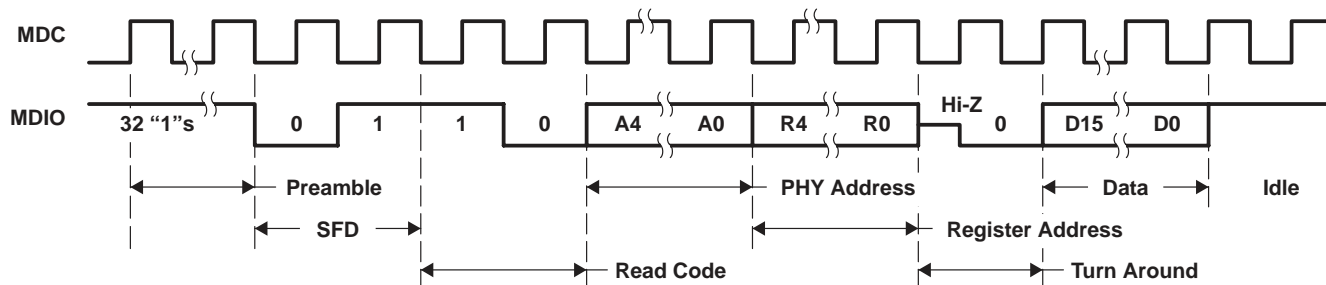 MDC
MDIO
32 “1”s 0 1 1 0 A4 A0 R4 R0 Hi-Z 0 D15 D0
Preamble PHY Address Data Idle
SFD Register Address
Read Code Turn Around